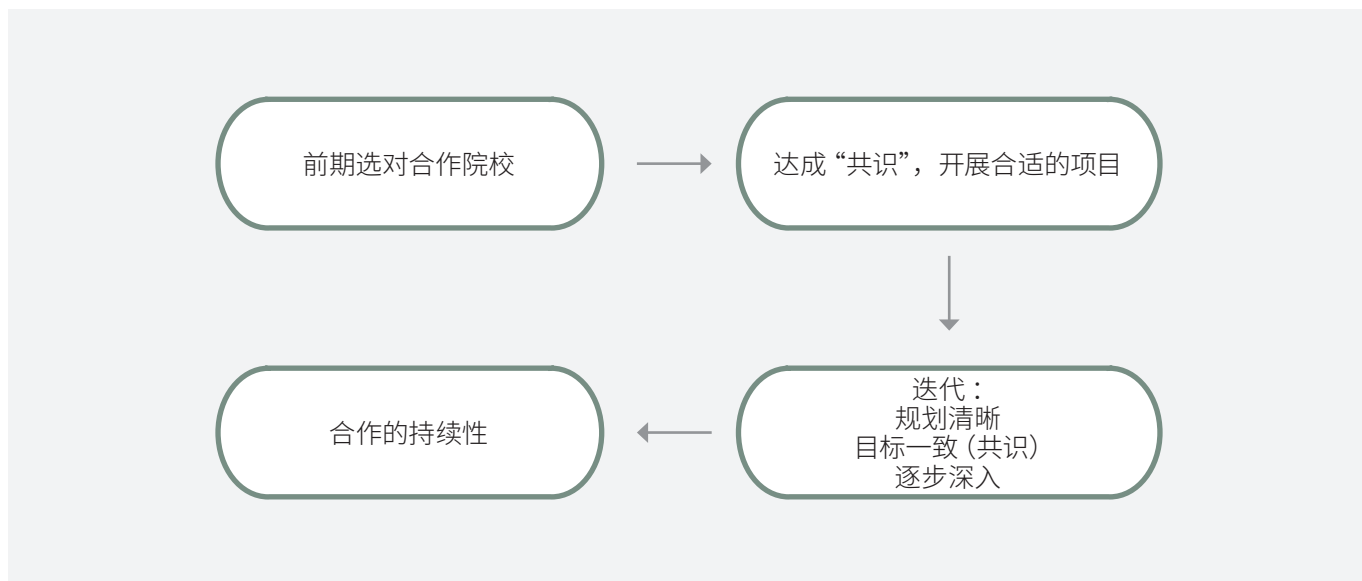 前期选对合作院校
达成“共识”，开展合适的项目
迭代：
规划清晰
目标一致（共识）
逐步深入
合作的持续性